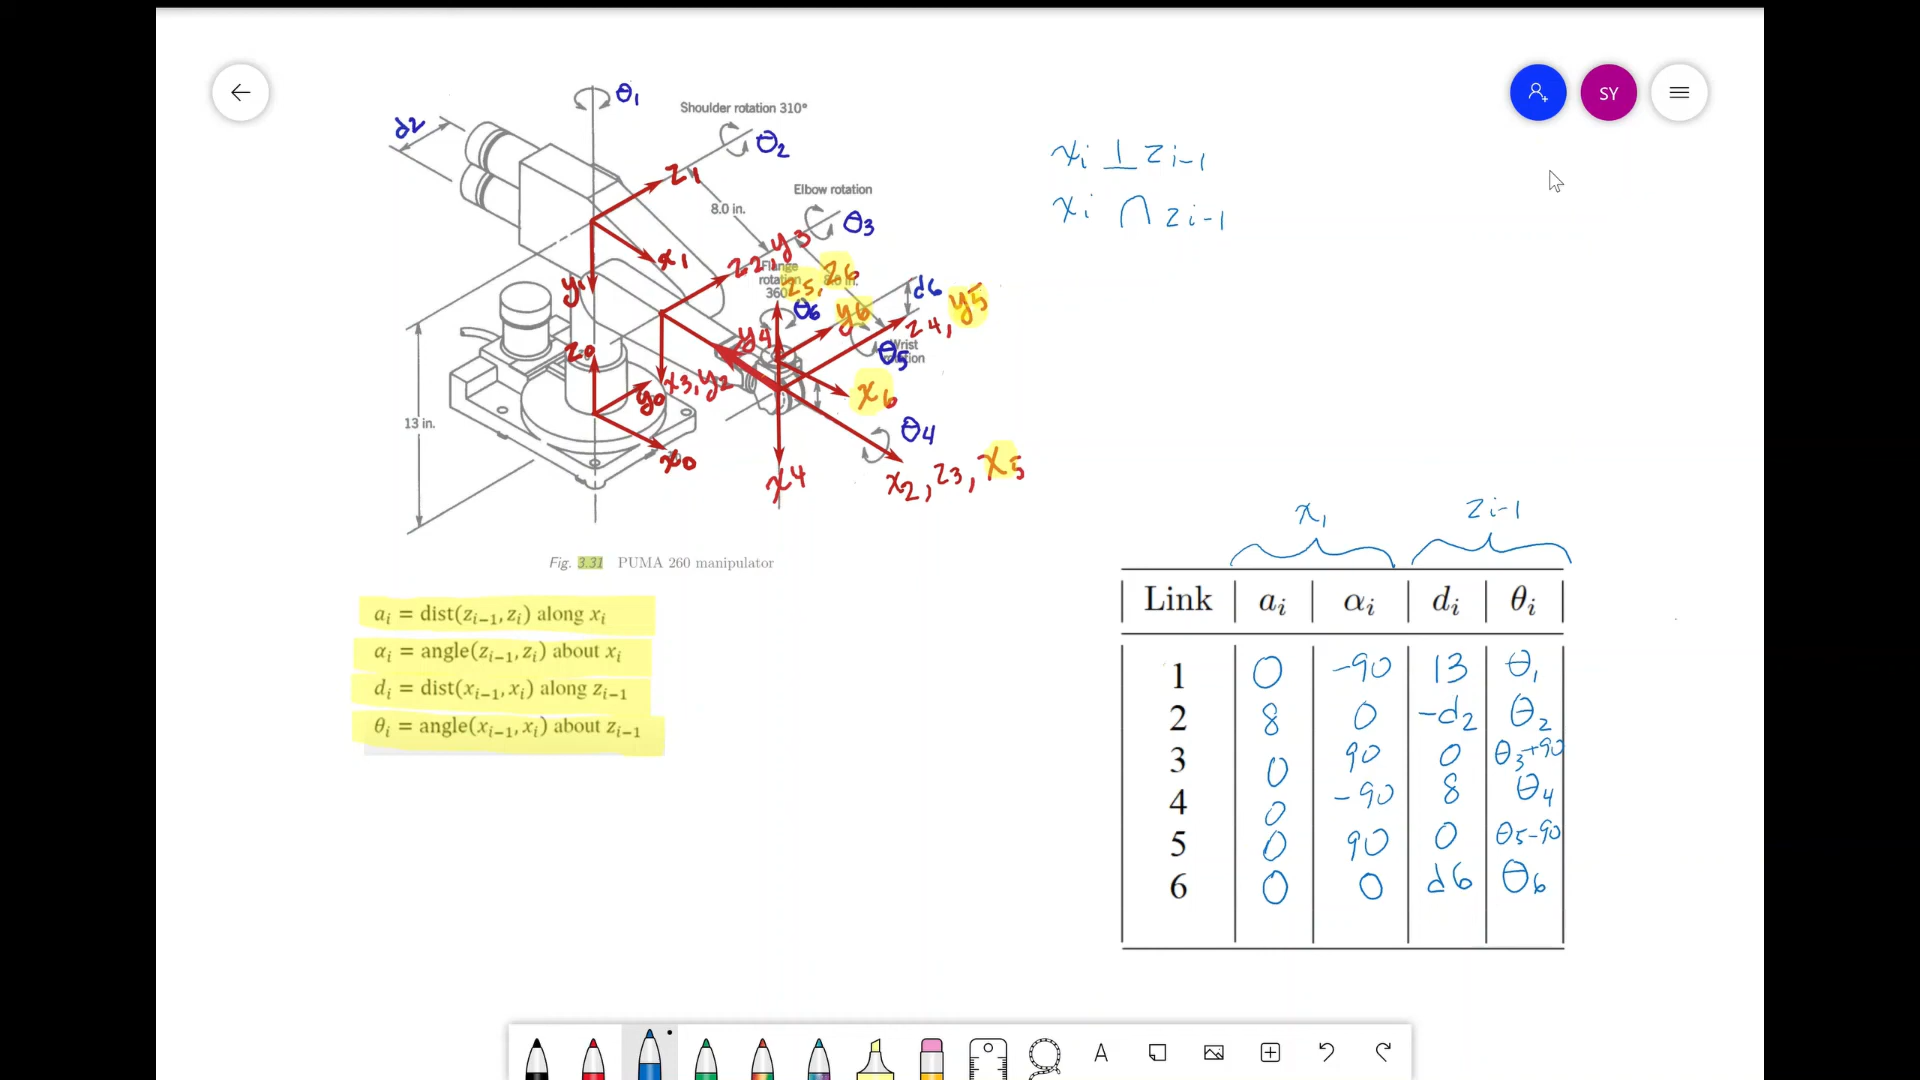 θ1
Shoulder rotation 310°
d2
θ2
z1
Elbow rotation
8.0 in.
θ3
x1
z2, y3
Flange
rotation
360
z5, z6
8.0 in.
y1
θ6
y6
d6
y5
z4,
y4
Wrist
rotation
θ5
z0
x3, y2
y0
x6
13 in.
θ4
x0
x4
x2, z3, x5
Fig. 3.31 PUMA 260 manipulator
SY
xi ⊥ zi-1
xi ∩ zi-1
ai = dist(zi−1, zi) along xi
αi = angle(zi−1, zi) about xi
di = dist(xi−1, xi) along zi−1
θi = angle(xi−1, xi) about zi−1
x1 zi-1
Link ai αi di θi
1 0 -90 13 θ1
2 8 0 -d2 θ2
3 0 90 0 θ3+90
4 0 -90 8 θ4
5 0 90 0 θ5-90
6 0 0 d6 θ6
A